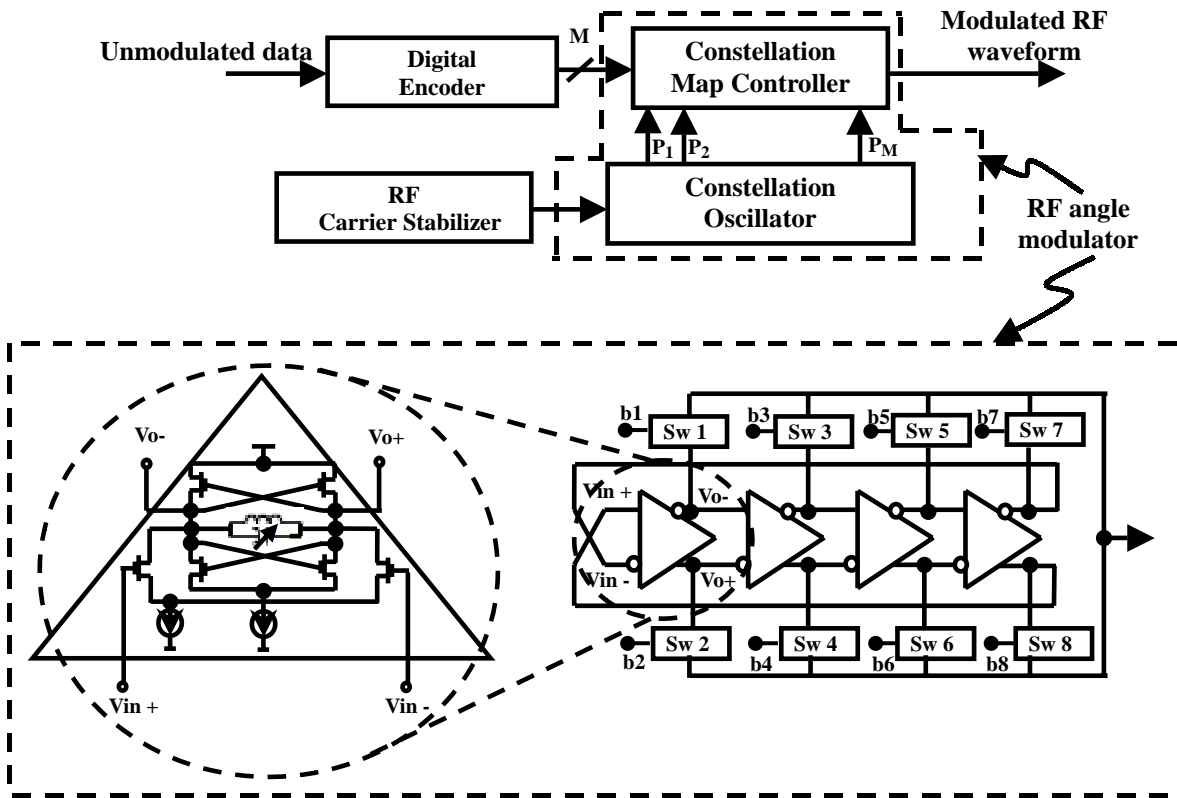 Unmodulated data
Digital
Encoder
M
Constellation
Map Controller
Modulated RF
waveform
P1
P2
PM
RF
Carrier Stabilizer
Constellation
Oscillator
RF angle
modulator
Vo-
Vo+
Vin +
Vin -
b1
Sw 1
b3
Sw 3
b5
Sw 5
b7
Sw 7
Vin +
Vo-
Vin -
Vo+
b2
Sw 2
b4
Sw 4
b6
Sw 6
b8
Sw 8